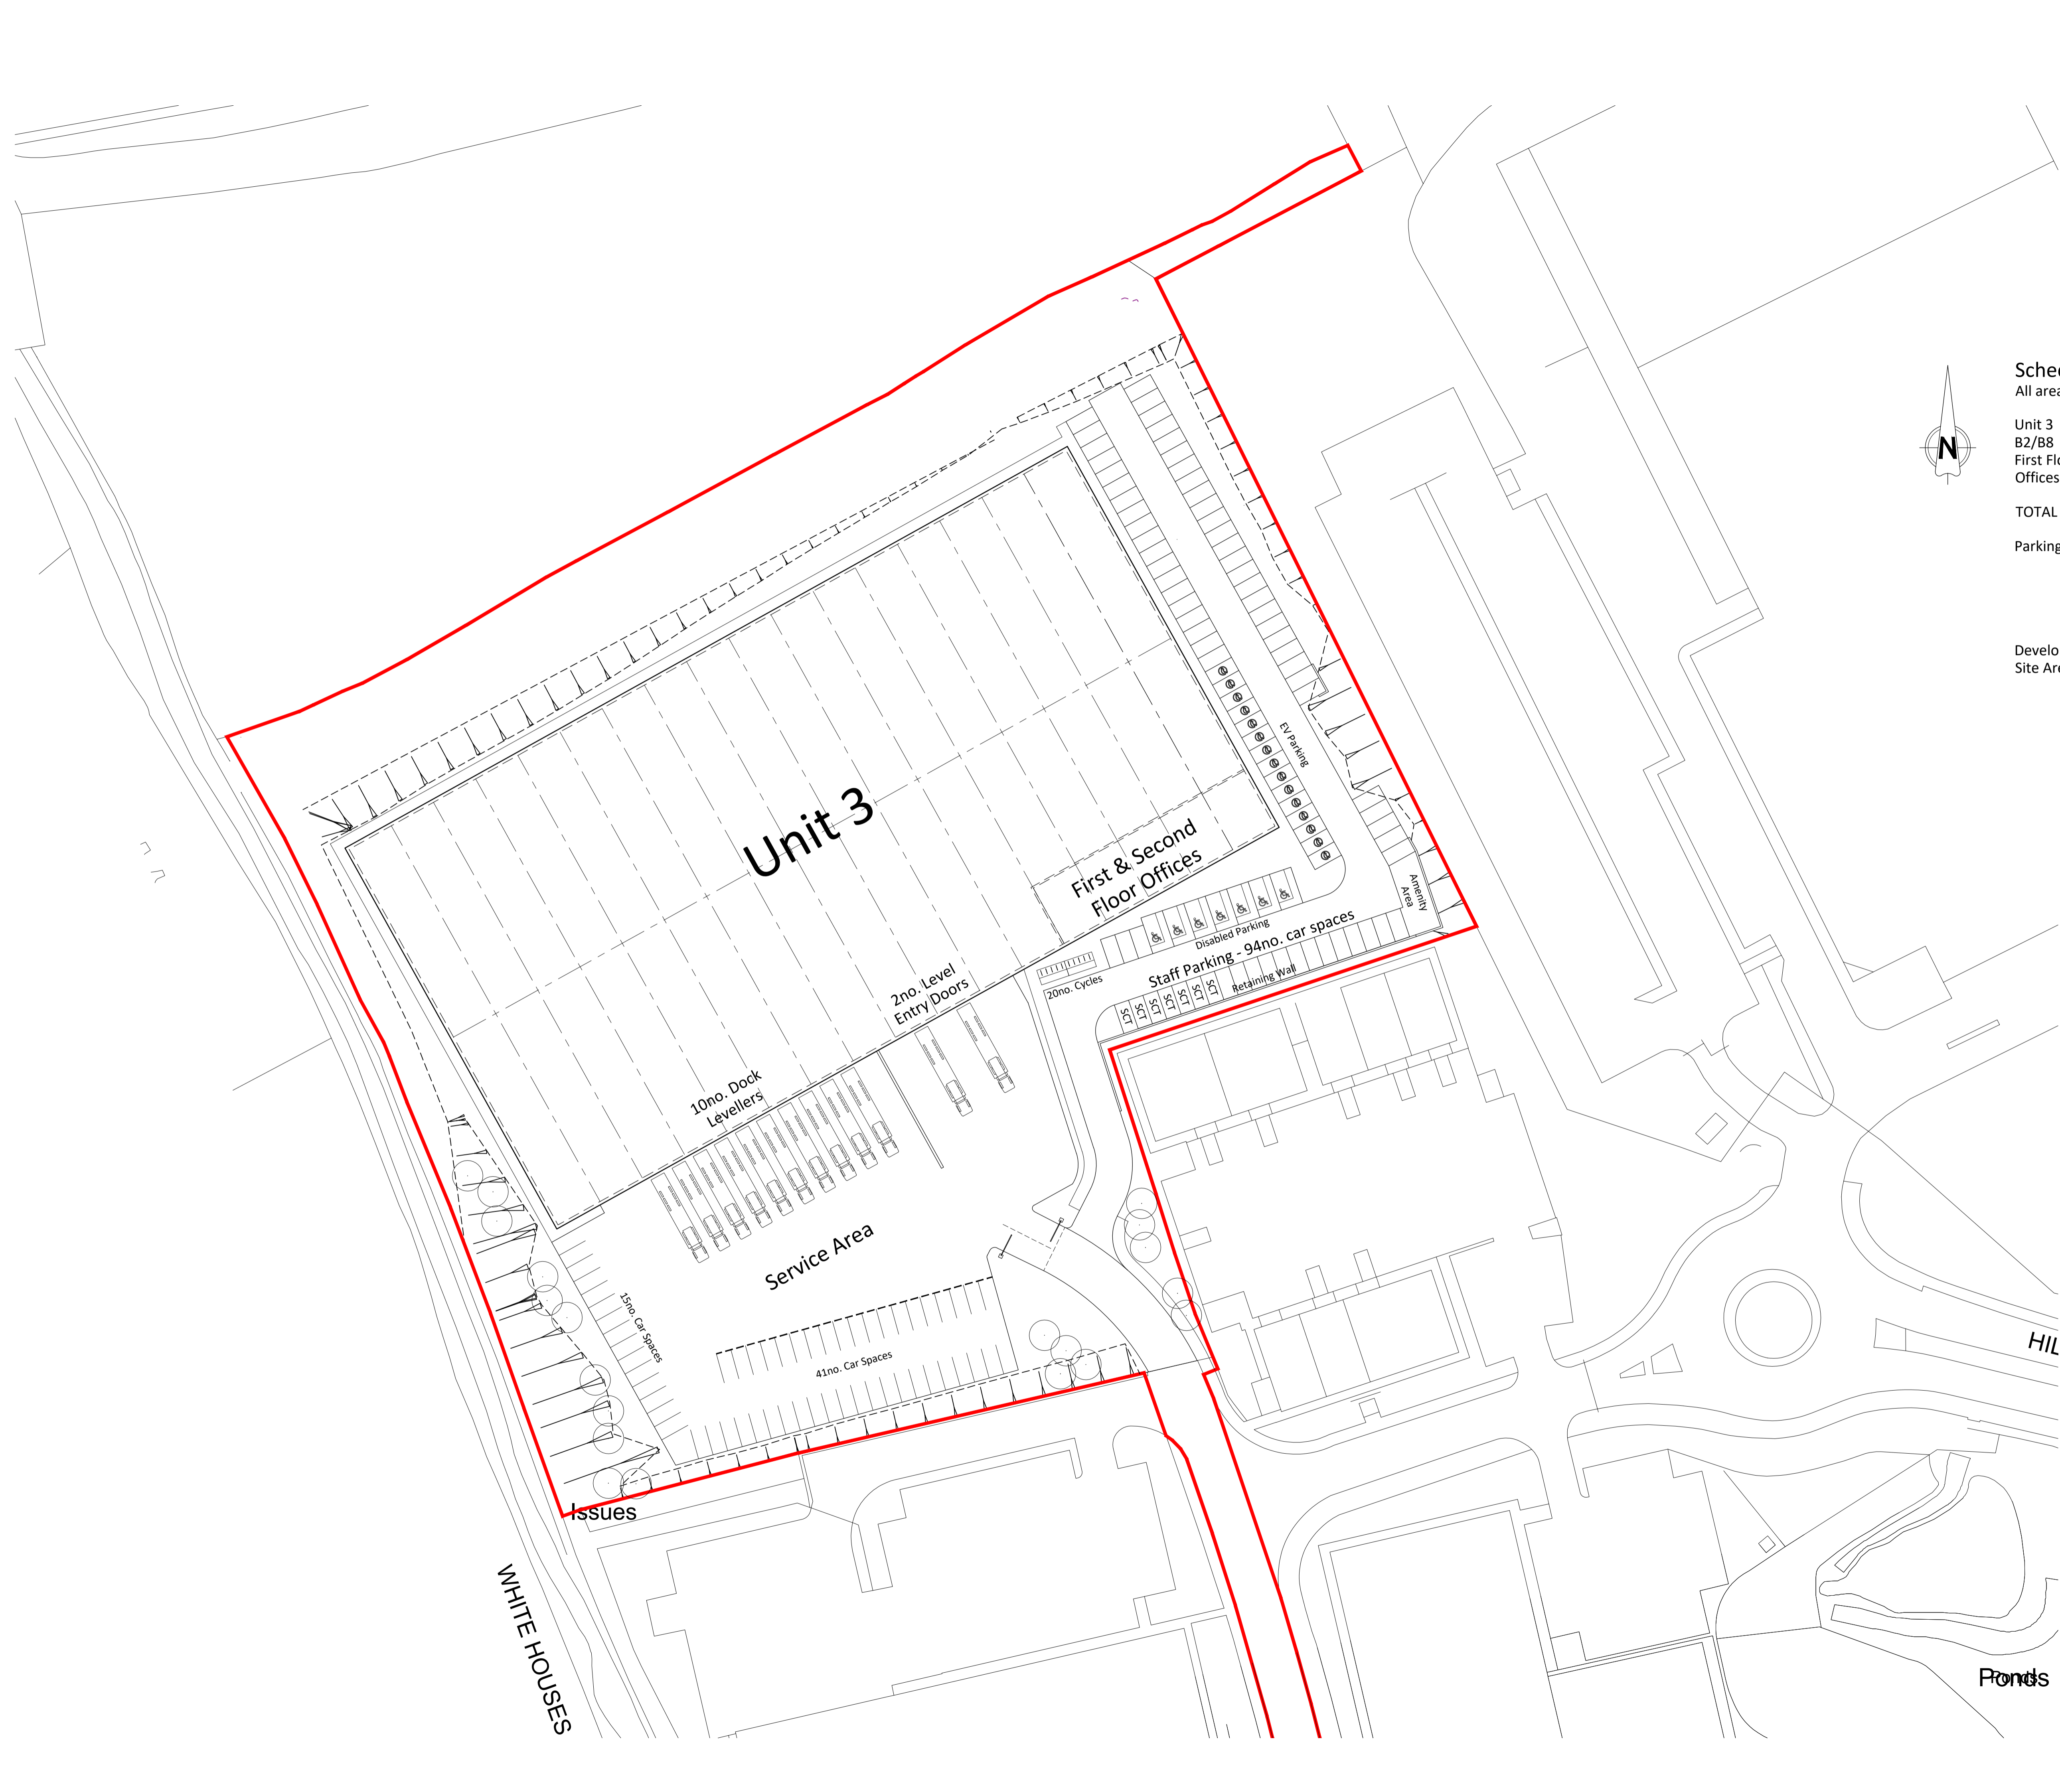 Unit 3
First & Second
Floor Offices
2no. Level
Entry Doors
10no. Dock
Levellers
Service Area
15no. Car Spaces
41no. Car Spaces
EV Parking
Amenity
Area
Disabled Parking
Staff Parking - 94no. car spaces
Retaining Wall
20no. Cycles
SCT
SCT
SCT
SCT
SCT
SCT
SCT
Issues
WHITE HOUSES
N
Unit 3
B2/B8
First Flo
Offices
TOTAL
Parking
Develo
Site Are
Sched
All area
HIL
Ponds
Ponds